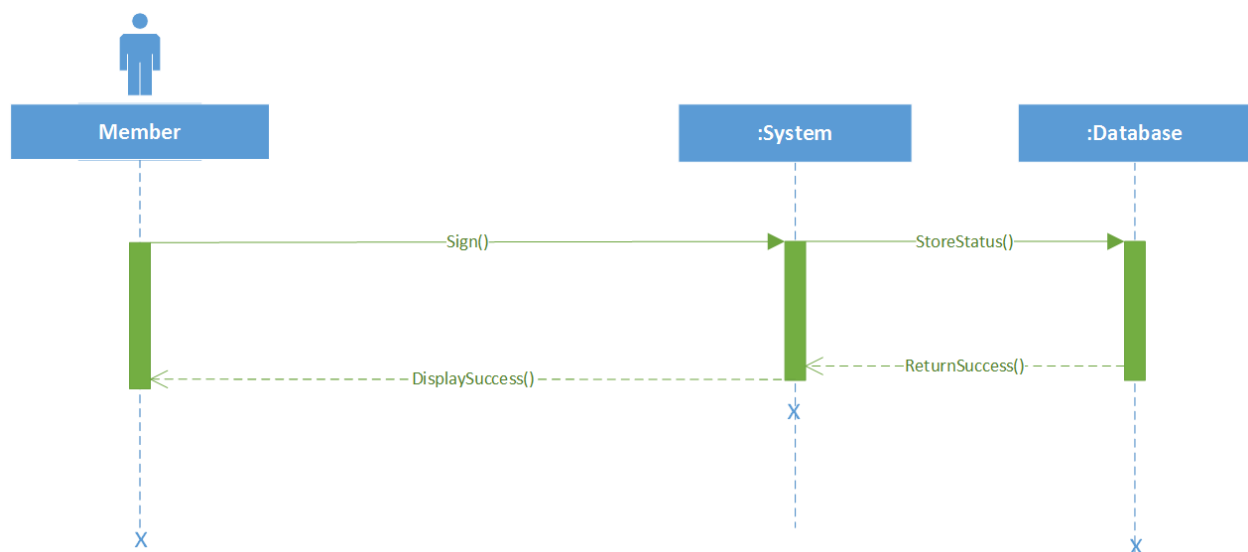 Member
:System
:Database
Sign()
StoreStatus()
ReturnSuccess()
DisplaySuccess()
X
X
X